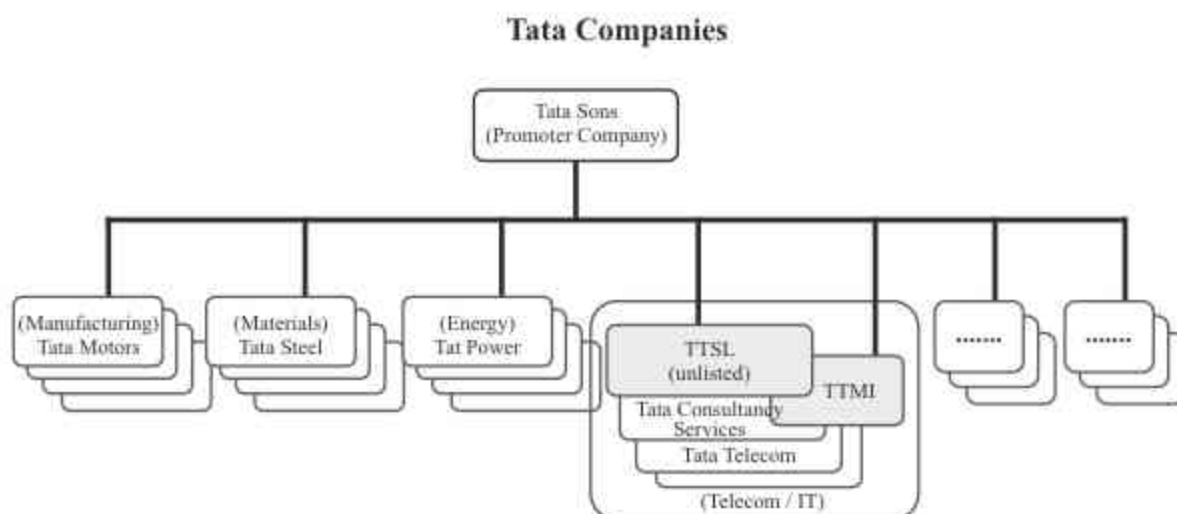 Tata Companies
Tata Sons
(Promoter Company)
(Manufacturing)
Tata Motors
(Materials)
Tata Steel
(Energy)
Tat Power
TTSL
(unlisted)
TTMI
Tata Consultancy
Services
Tata Telecom
(Telecom / IT)
.......
.......